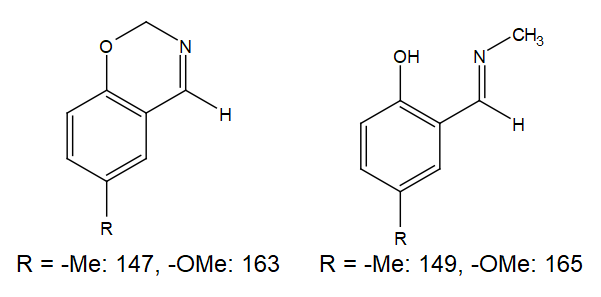 O N H R
R = -Me: 147, -OMe: 163
OH N CH₃ H R
R = -Me: 149, -OMe: 165